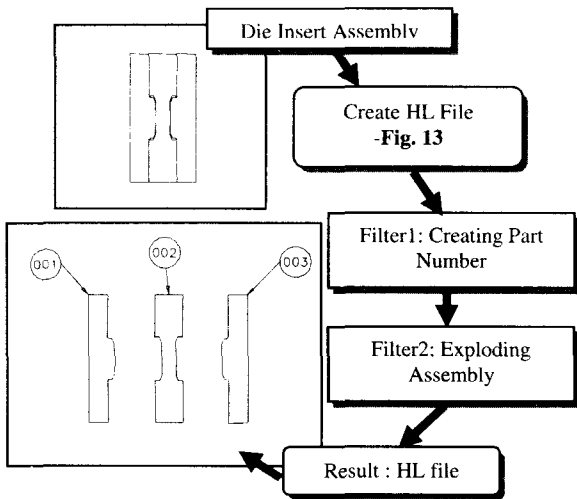 Die Insert Assembly
Create HL File
-Fig. 13
Filter1: Creating Part
Number
001
002
003
Filter2: Exploding
Assembly
Result : HL file